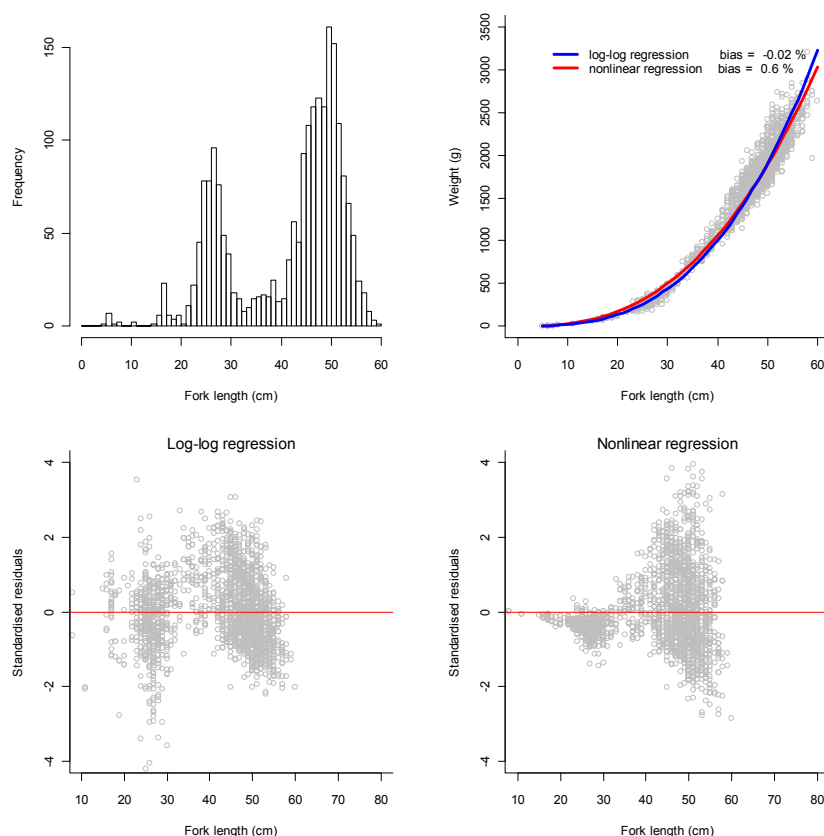 Frequency
0
50
100
150
0 10 20 30 40 50 60
Fork length (cm)
Weight (g)
0
500
1000
1500
2000
2500
3000
3500
log-log regression bias = -0.02 %
nonlinear regression bias = 0.6 %
0 10 20 30 40 50 60
Fork length (cm)
Log-log regression
Standardised residuals
-4
-2
0
2
4
10 20 30 40 50 60 70 80
Fork length (cm)
Nonlinear regression
Standardised residuals
-4
-2
0
2
4
10 20 30 40 50 60 70 80
Fork length (cm)